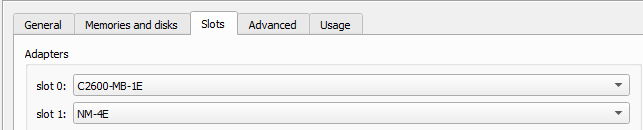 General Memories and disks Slots Advanced Usage
Adapters
slot 0: C2600-MB-1E
slot 1: NM-4E